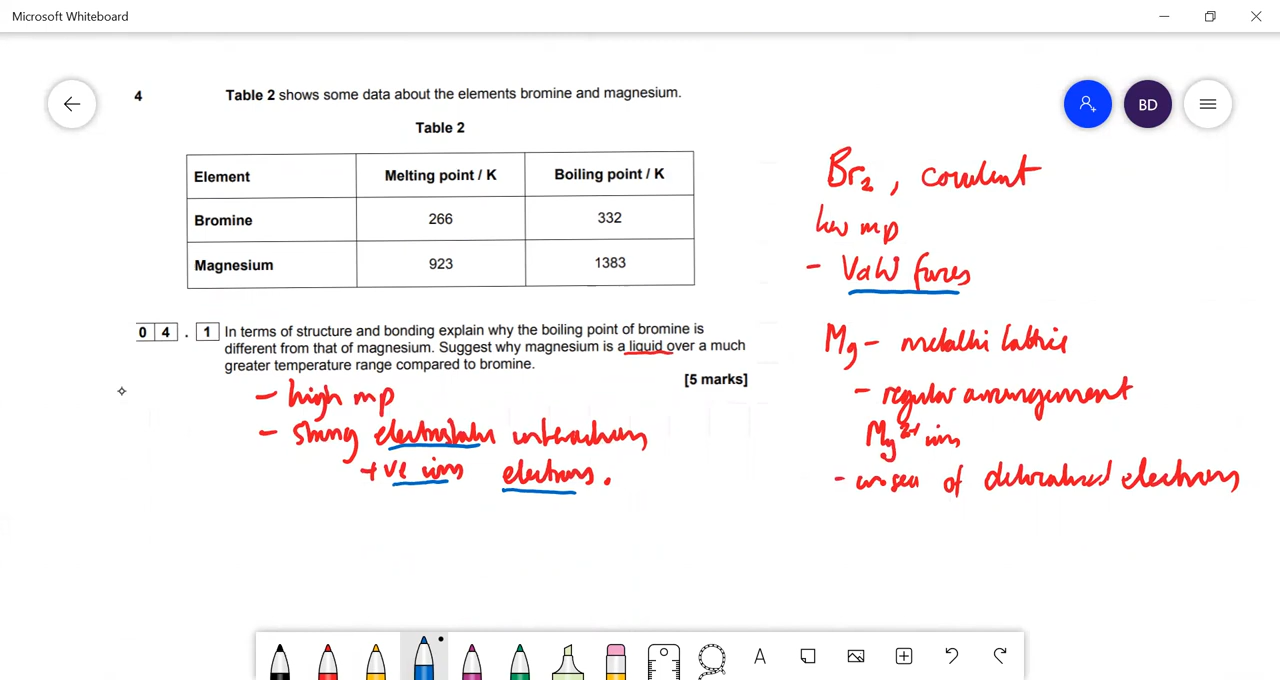 Microsoft Whiteboard
4
Table 2 shows some data about the elements bromine and magnesium.
Table 2
Element Melting point / K Boiling point / K
Bromine 266 332
Magnesium 923 1383
0 4 . 1 In terms of structure and bonding explain why the boiling point of bromine is
different from that of magnesium. Suggest why magnesium is a liquid over a much
greater temperature range compared to bromine.
[5 marks]
- high mp
- strong electrostatic interactions
+ve ions electrons.
BD
Br2, covalent
low mp
- VdW forces
Mg - metallic lattice
- regular arrangement
Mg2+ ions
- in sea of delocalised electrons
A